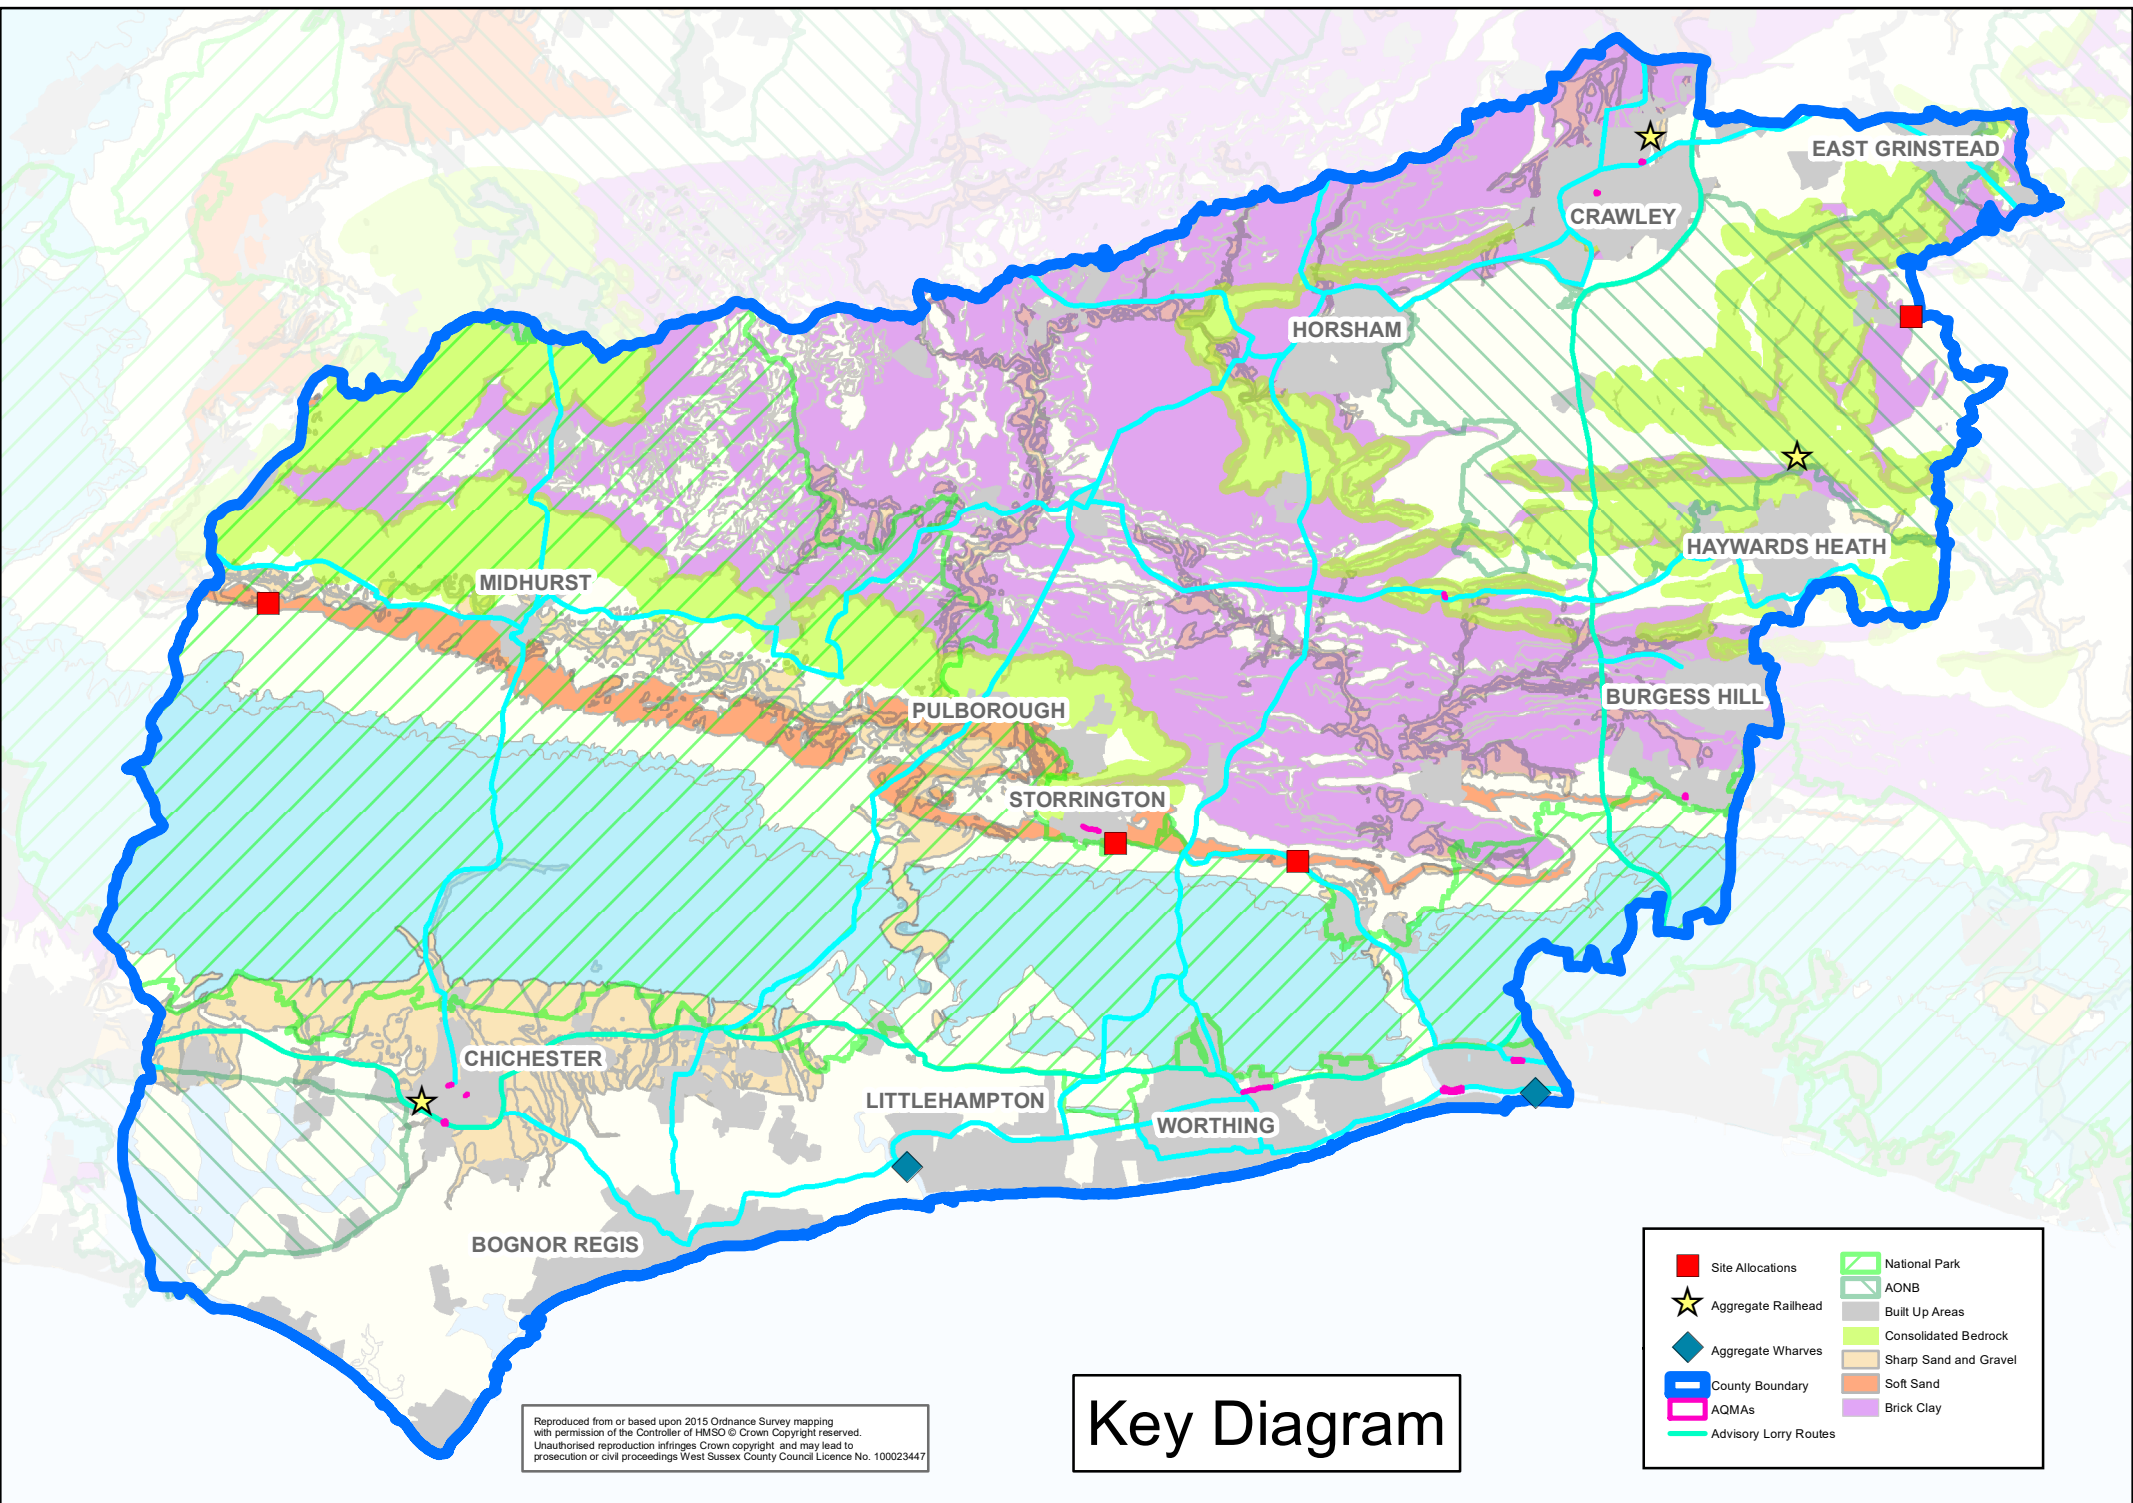 EAST GRINSTEAD
CRAWLEY
HORSHAM
HAYWARDS HEATH
MIDHURST
BURGESS HILL
PULBOROUGH
STORRINGTON
CHICHESTER
LITTLEHAMPTON
WORTHING
BOGNOR REGIS
Site Allocations
Aggregate Railhead
Aggregate Wharves
County Boundary
AQMAs
Advisory Lorry Routes
National Park
AONB
Built Up Areas
Consolidated Bedrock
Sharp Sand and Gravel
Soft Sand
Brick Clay
Key Diagram
Reproduced from or based upon 2015 Ordnance Survey mapping
with permission of the Controller of HMSO © Crown Copyright reserved.
Unauthorised reproduction infringes Crown copyright and may lead to
prosecution or civil proceedings West Sussex County Council Licence No. 100023447